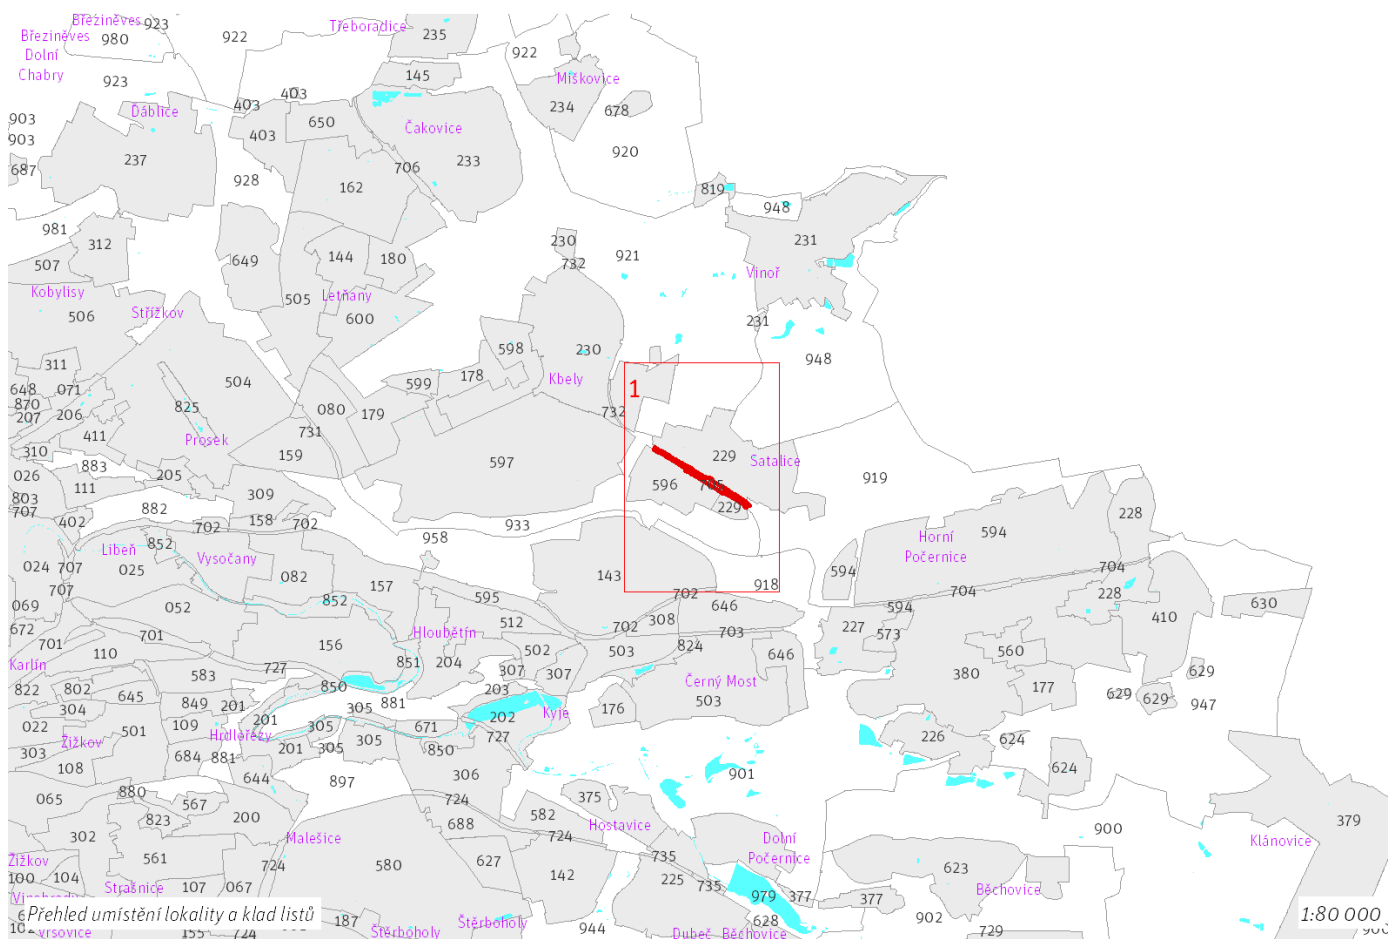 Březiněves 923 Třeboradice 235
Březiněves 980 922 922
Dolní
Chabry 923 145 Miškovice
403 403 234 678
903 Ďáblice 650 Čakovice
903 403 920
687 237 928 162 706 233
819 948
981 312 144 180 230 921 231
507 649 732 Vinoř
Kobylisy Střížkov 505 Letňany
506 600 231
598 230 948
311 504 178 Kbely 1
648 071 599
870 825 080 179 732
207 206 731
411 Prosek 229
310 883 159 597 Satalice
026 111 205 596 705 919
803 309 229
707 882 158 933 228
402 702 702 958 Horní 594
Libeň 852 Vysočany Počernice
024 707 025 082 157 143 594 704
707 852 595 918 704 228
069 052 702 646 594 630
672 512 702 308 227 410
701 701 Hloubětín 703 573
110 156 502 503 824 646 560
Karlín 583 727 851 204 307 307 Černý Most 380 629
822 802 850 203 503 177
304 645 849 201 305 881 202 Kyje 176 629 629 947
022 501 109 201 305 671 727 226
303 Žižkov Hrdlořezy 305 850 624
108 684 881 201 305 624
065 880 644 897 306 901
567 724 375
823 200 688 582 Hostavice 900
302 Malešice 724 Dolní 379
Žižkov 561 724 580 627 735 Počernice 623 Klánovice
100 104 Strašnice 107 067 142 225 735 979 377 377 Běchovice
Přehled umístění lokality a klad listů 187 Štěrboholy 628 902 1:80 000
Vršovice 155 724 Štěrboholy 944 Dubeč Běchovice 729